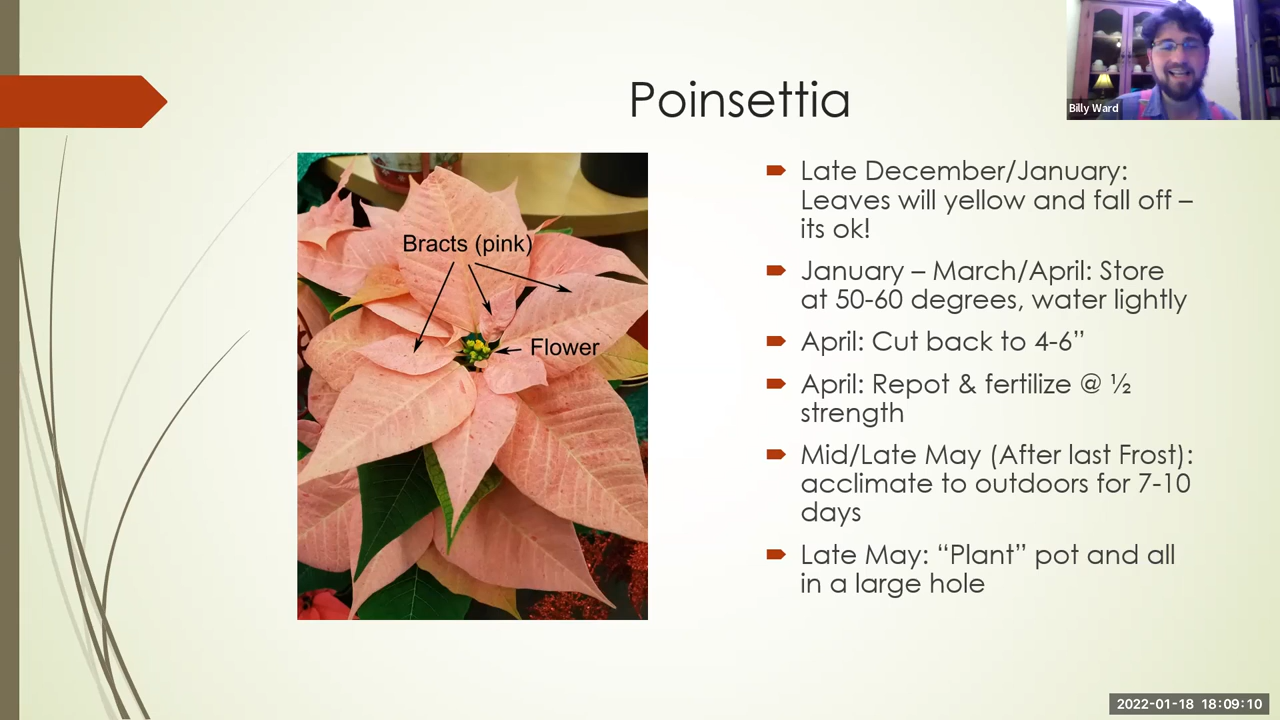 Poinsettia
Billy Ward
Bracts (pink)
Flower
Late December/January:
Leaves will yellow and fall off –
its ok!
January – March/April: Store
at 50-60 degrees, water lightly
April: Cut back to 4-6”
April: Repot & fertilize @ ½
strength
Mid/Late May (After last Frost):
acclimate to outdoors for 7-10
days
Late May: “Plant” pot and all
in a large hole
2022-01-18 18:09:10